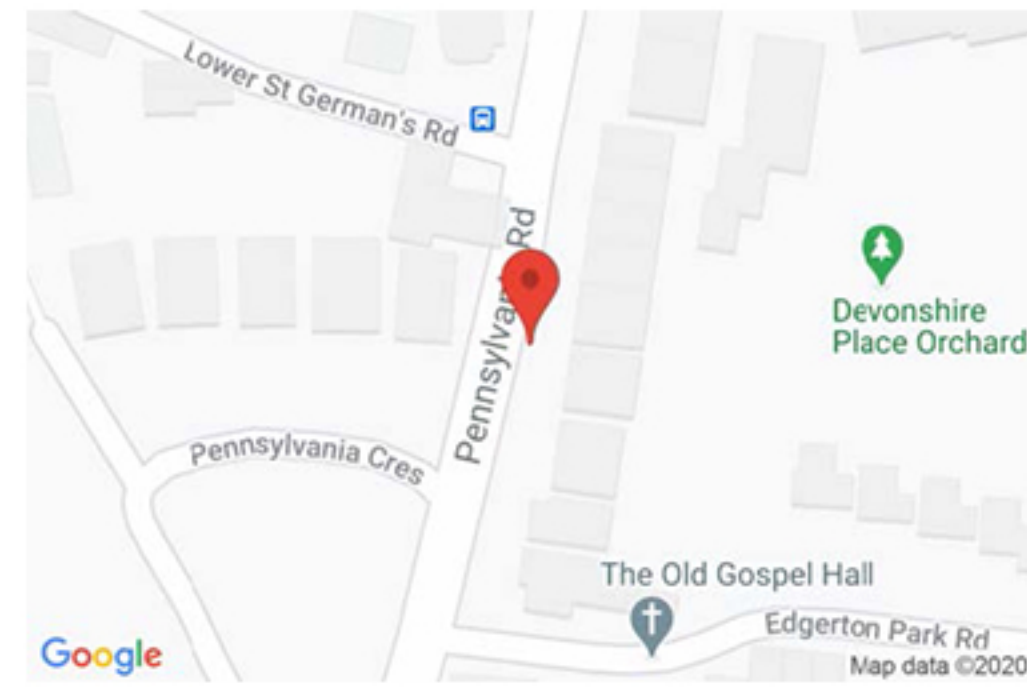 Lower St German's Rd
Pennsylvania Rd
Devonshire
Place Orchard
Pennsylvania Cres
The Old Gospel Hall
Edgerton Park Rd
Google
Map data ©2020